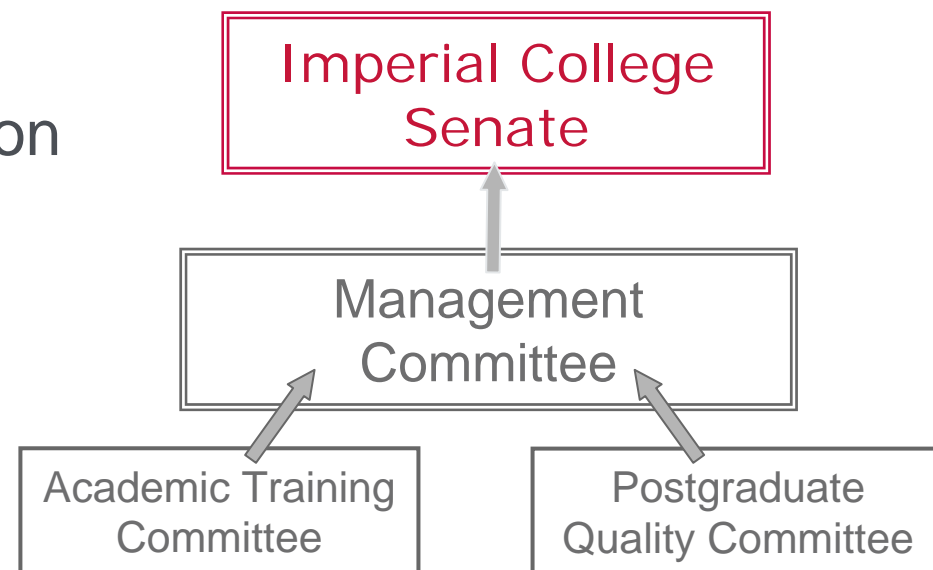 Imperial College
Senate
on
Management
Committee
Academic Training
Committee
Postgraduate
Quality Committee